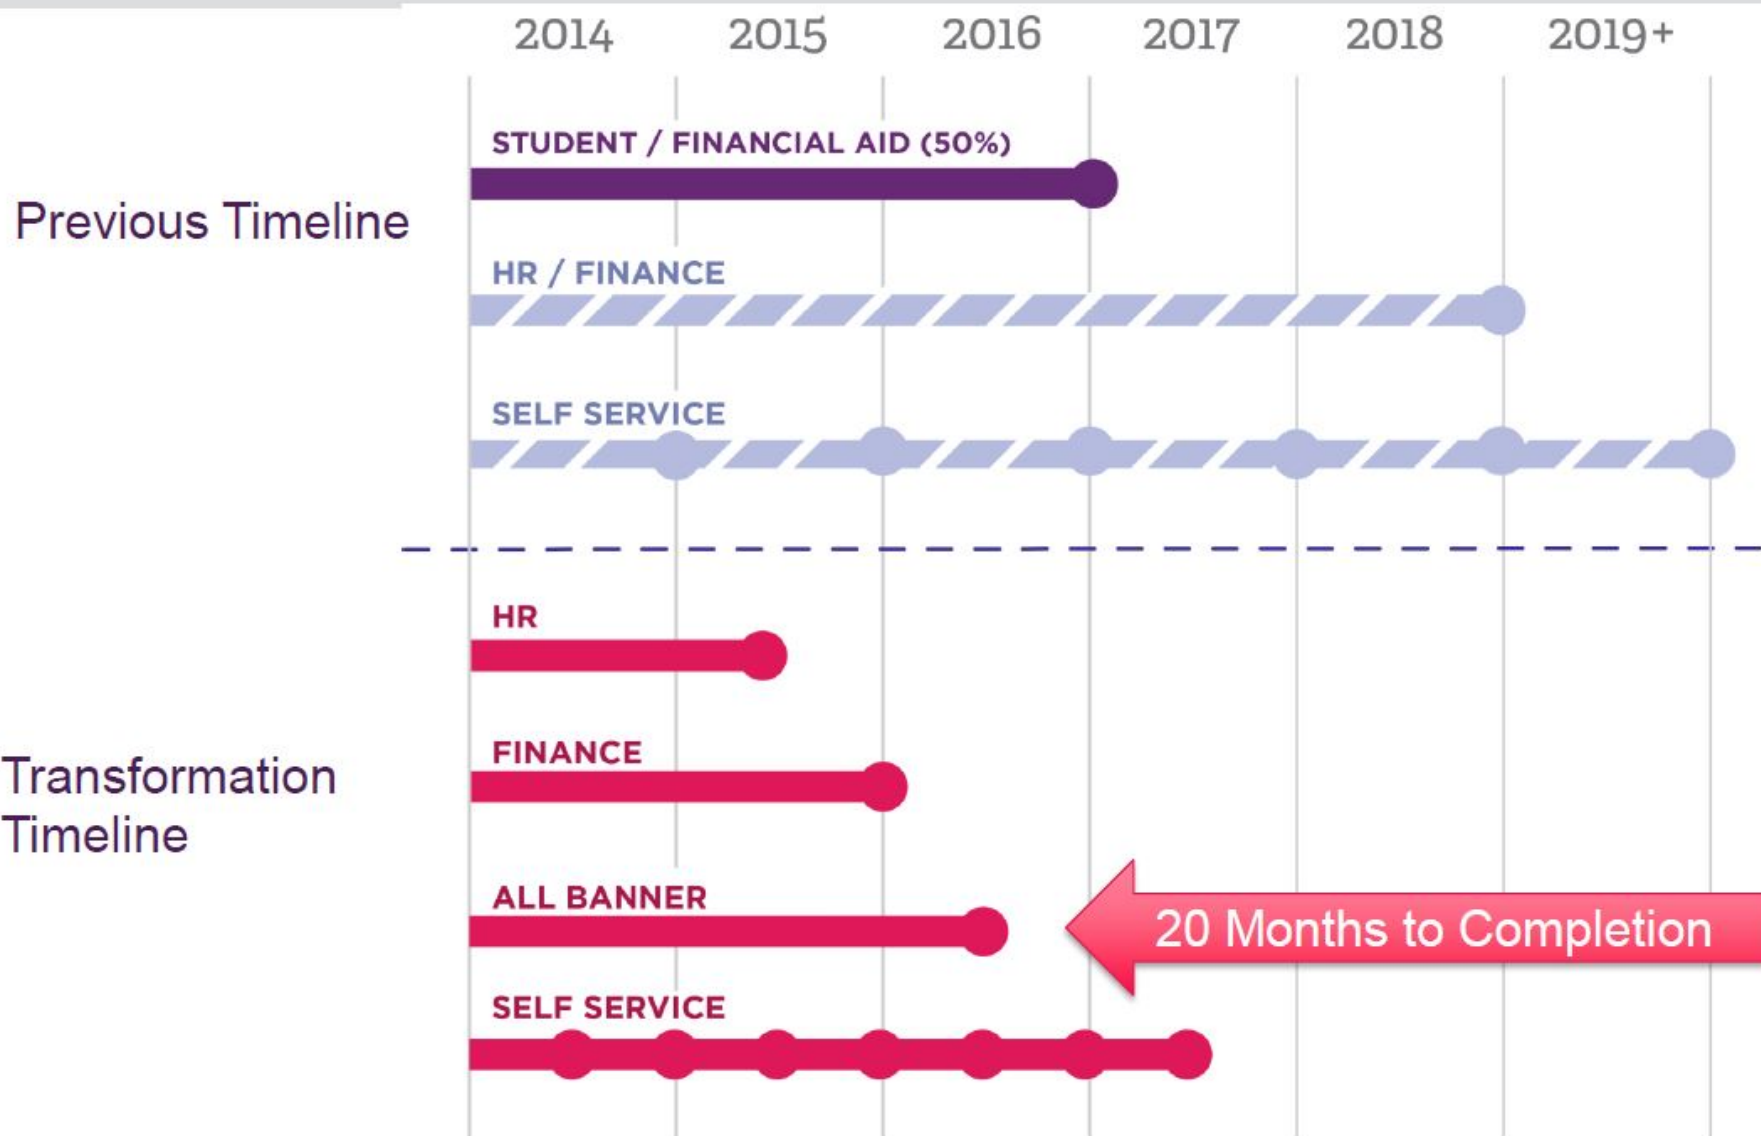 2014 2015 2016 2017 2018 2019+
STUDENT / FINANCIAL AID (50%)
Previous Timeline
HR / FINANCE
SELF SERVICE
HR
FINANCE
Transformation
Timeline
ALL BANNER
20 Months to Completion
SELF SERVICE